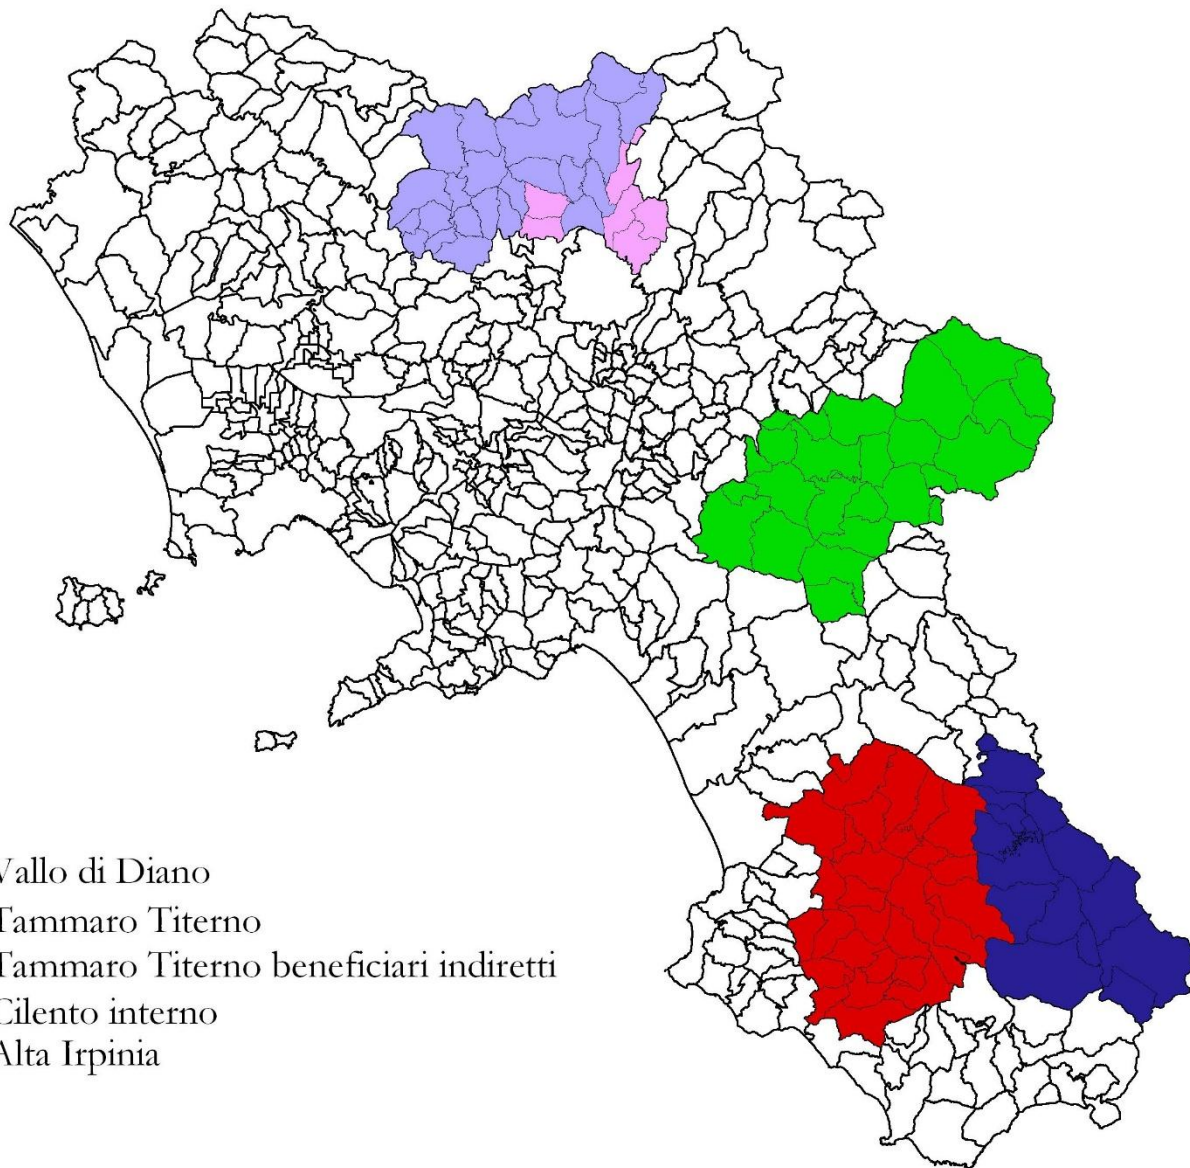 Vallo di Diano
Tammaro Titerno
Tammaro Titerno beneficiari indiretti
Cilento interno
Alta Irpinia